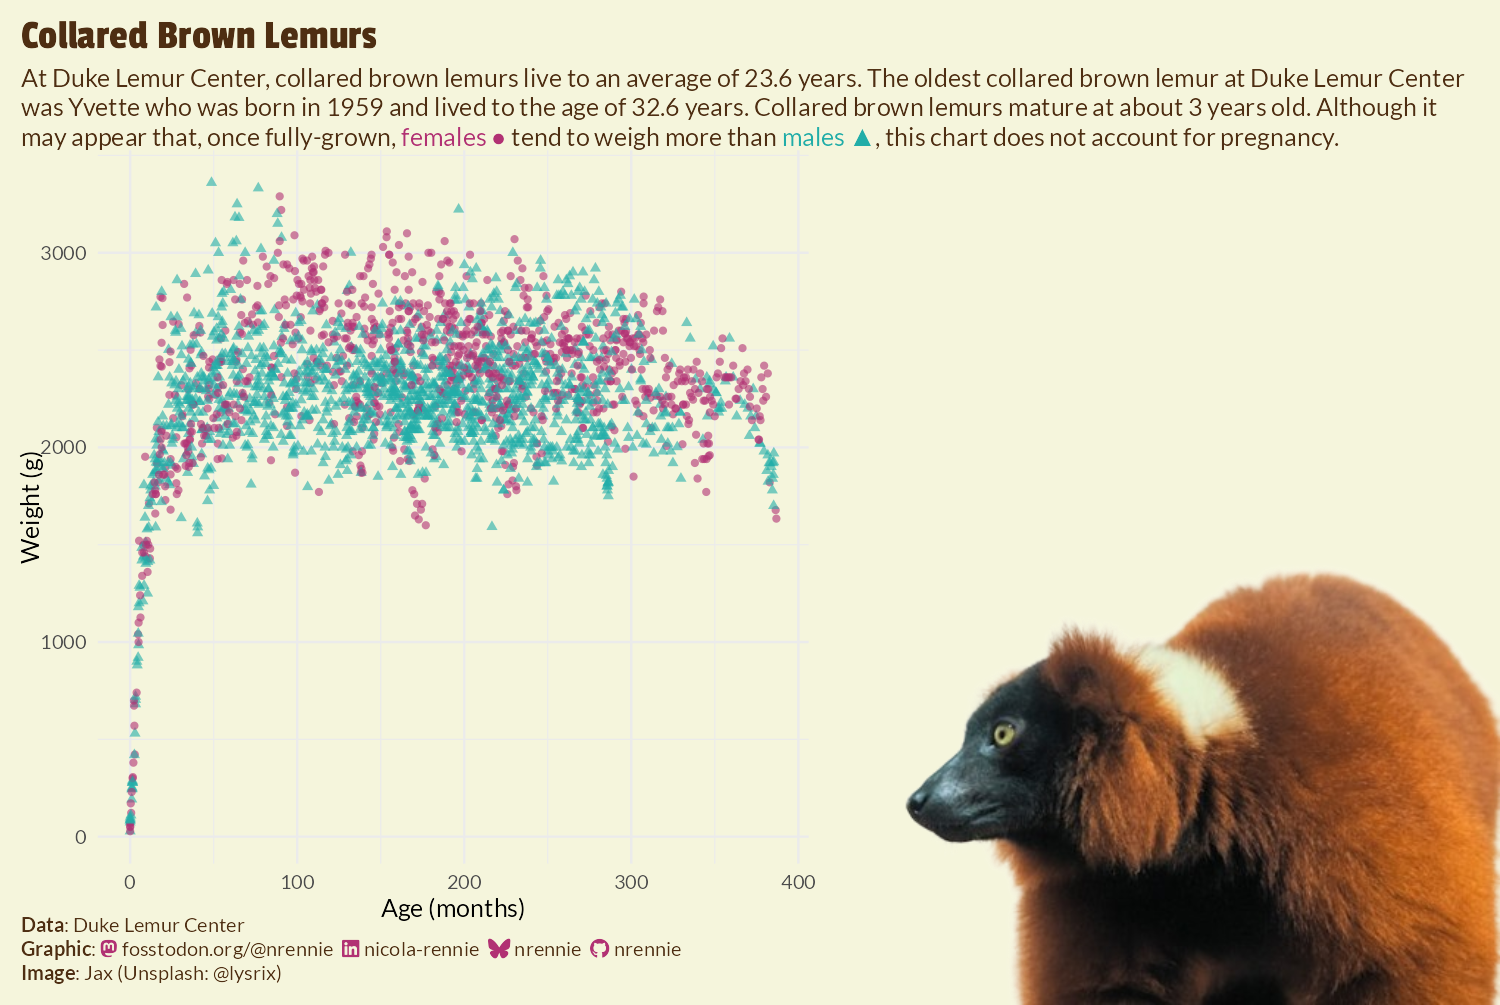 Collared Brown Lemurs
At Duke Lemur Center, collared brown lemurs live to an average of 23.6 years. The oldest collared brown lemur at Duke Lemur Center
was Yvette who was born in 1959 and lived to the age of 32.6 years. Collared brown lemurs mature at about 3 years old. Although it
may appear that, once fully-grown, females ● tend to weigh more than males ▲, this chart does not account for pregnancy.
3000
2000
1000
0
Weight (g)
0 100 200 300 400
Age (months)
Data: Duke Lemur Center
Graphic: fosstodon.org/@nrennie nicola-rennie nrennie nrennie
Image: Jax (Unsplash: @lysrix)